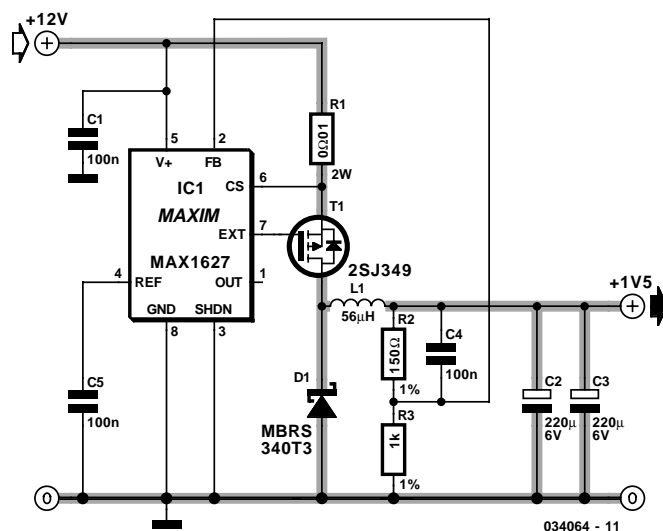 +12V
R1
0Ω01
2W
C1
100n
5
2
V+
FB
IC1
CS
6
MAXIM
T1
EXT
7
MAX1627
2SJ349
4
REF
OUT
1
L1
56µH
+1V5
GND
SHDN
8
3
R2
150Ω
1%
C4
100n
C5
100n
D1
MBRS
340T3
R3
1k
1%
C2
220µ
6V
C3
220µ
6V
034064 - 11